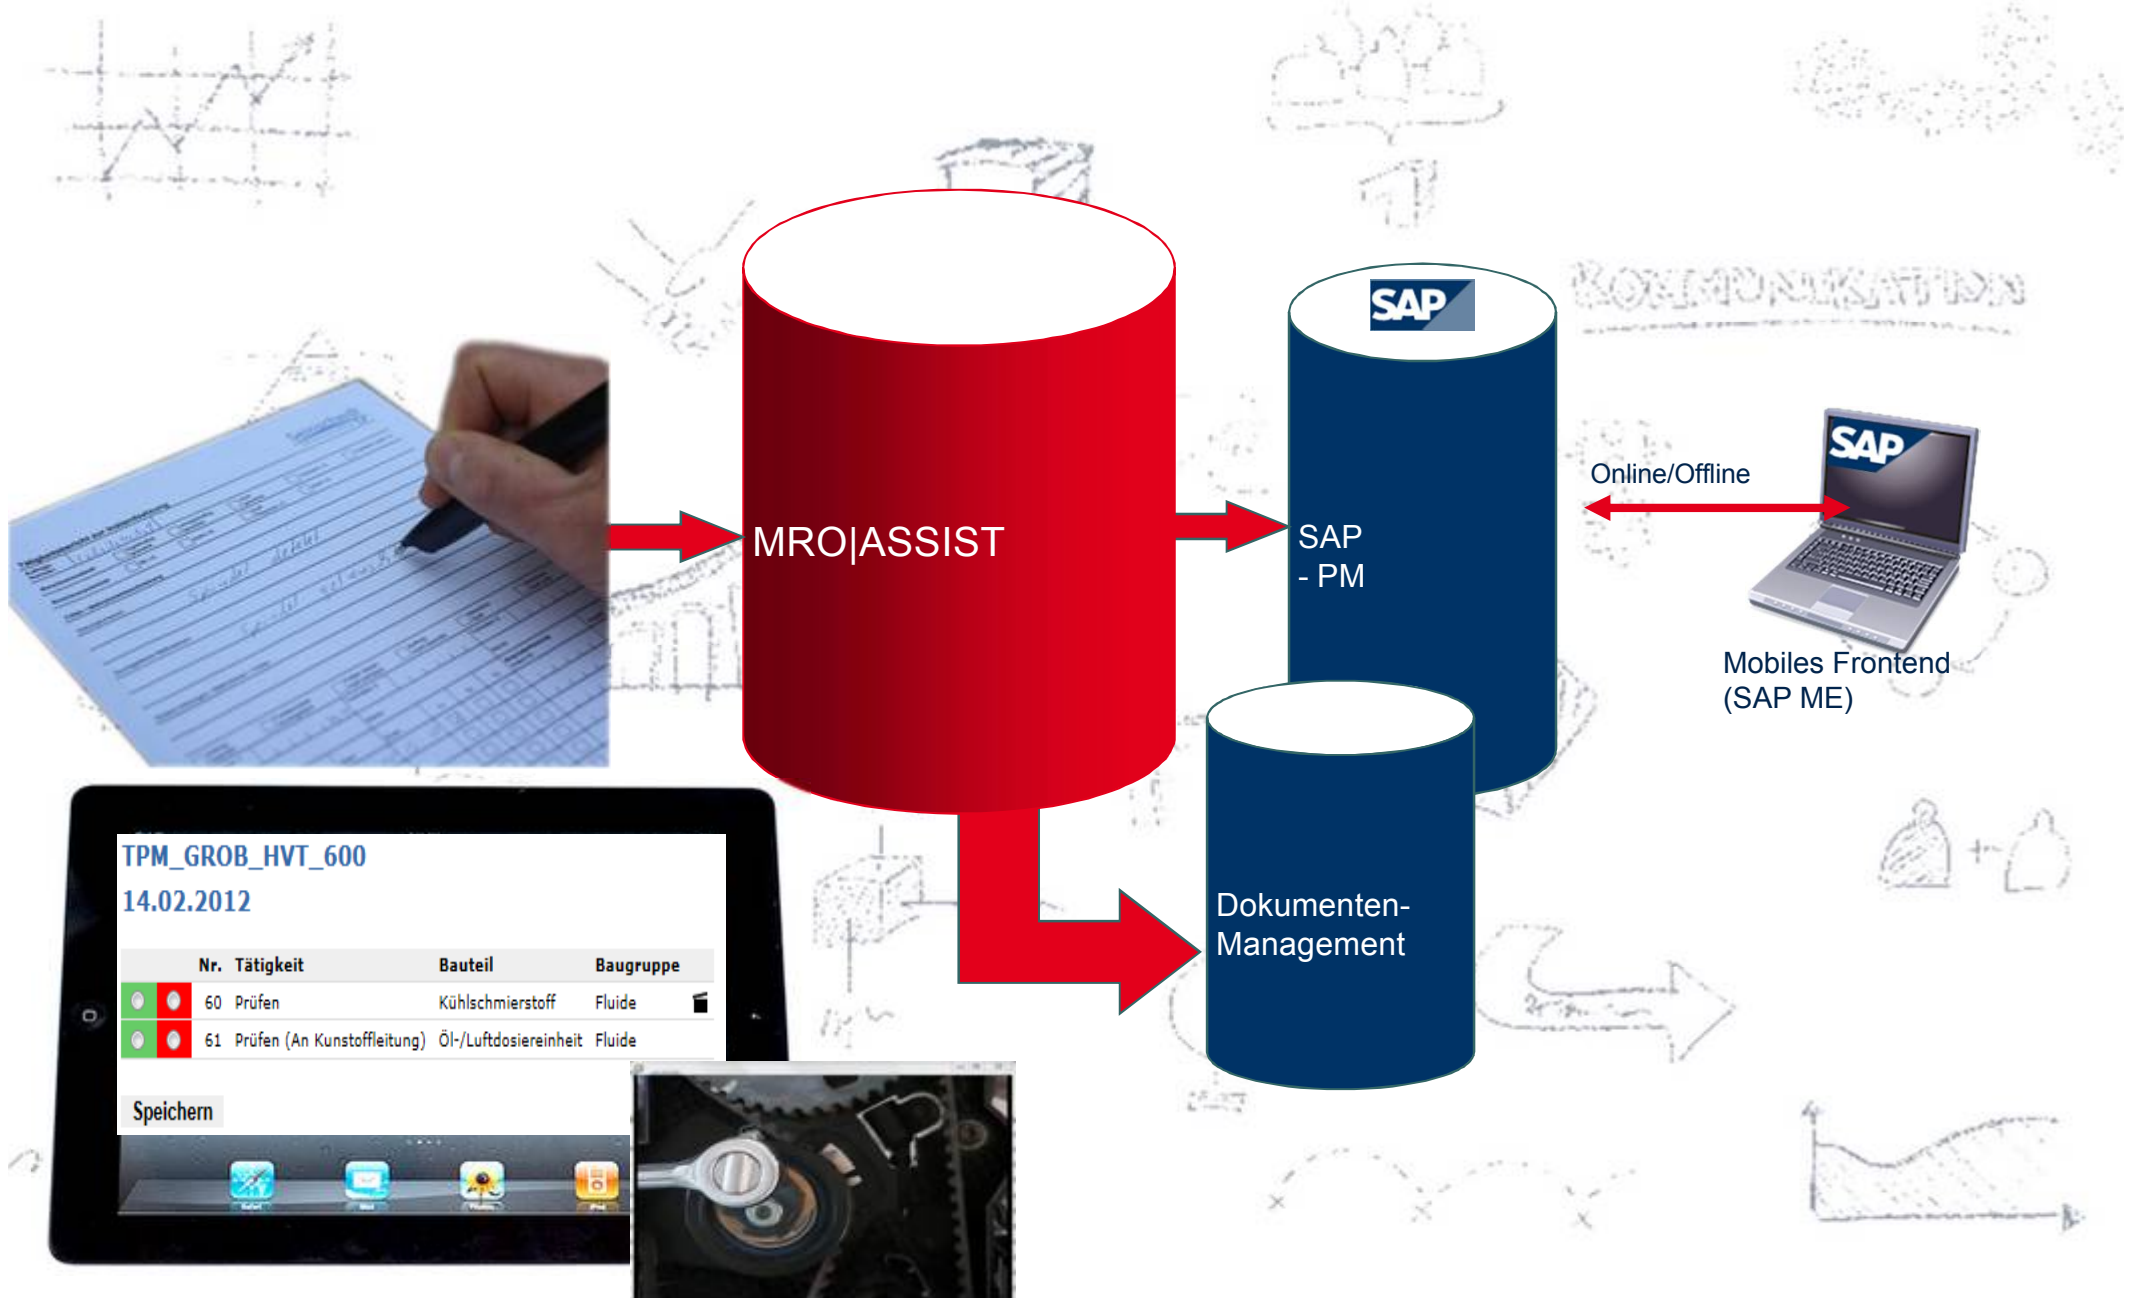 KOMMUNIKATION
SAP
SAP
Online/Offline
MRO|ASSIST
SAP
- PM
Mobiles Frontend
(SAP ME)
TPM_GROB_HVT_600
14.02.2012
Nr. Tätigkeit Bauteil Baugruppe
60 Prüfen Kühlschmierstoff Fluide
61 Prüfen (An Kunstoffleitung) Öl-/Luftdosiereinheit Fluide
Speichern
Dokumenten-
Management